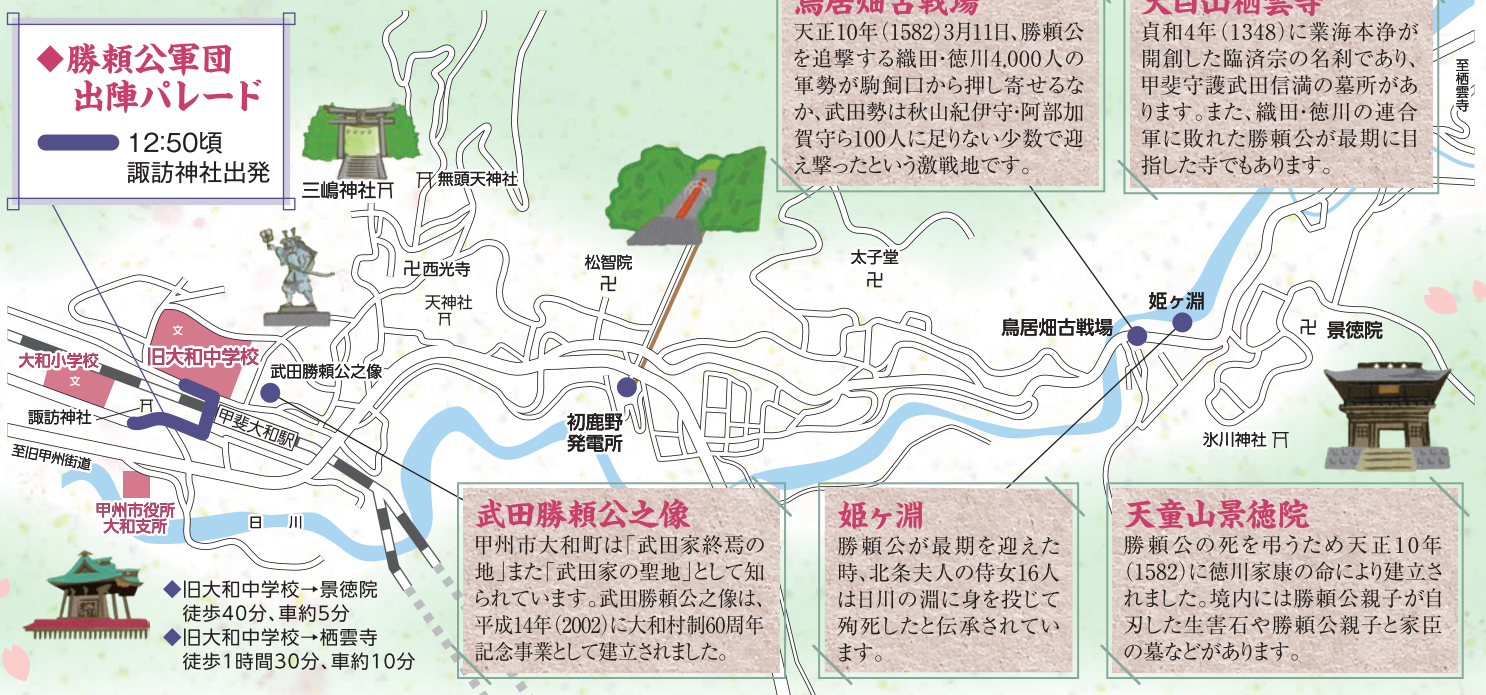 ◆勝頼公軍団
出陣パレード
12:50頃
諏訪神社出発
鳥居畑古戦場
天正10年(1582)3月11日、勝頼公
を追撃する織田・徳川4,000人の
軍勢が駒飼口から押し寄せるな
か、武田勢は秋山紀伊守・阿部加
賀守ら100人に足りない少数で迎
え撃ったという激戦地です。
天目山栖雲寺
貞和4年(1348)に業海本浄が
開創した臨済宗の名刹であり、
甲斐守護武田信満の墓所があ
ります。また、織田・徳川の連合
軍に敗れた勝頼公が最期に目
指した寺でもあります。
至栖雲寺
三嶋神社
無頭天神社
卍西光寺
天神社
松智院
卍
太子堂
卍
鳥居畑古戦場
姫ヶ淵
卍 景徳院
氷川神社
大和小学校
文
文
旧大和中学校
武田勝頼公之像
諏訪神社
甲斐大和駅
至旧甲州街道
甲州市役所
大和支所
日川
初鹿野
発電所
武田勝頼公之像
甲州市大和町は「武田家終焉の
地」また「武田家の聖地」として知
られています。武田勝頼公之像は、
平成14年(2002)に大和村制60周年
記念事業として建立されました。
姫ヶ淵
勝頼公が最期を迎えた
時、北条夫人の侍女16人
は日川の淵に身を投じて
殉死したと伝承されてい
ます。
天童山景徳院
勝頼公の死を弔うため天正10年
(1582)に徳川家康の命により建立さ
れました。境内には勝頼公親子が自
刃した生害石や勝頼公親子と家臣
の墓などがあります。
◆旧大和中学校→景徳院
徒歩40分、車約5分
◆旧大和中学校→栖雲寺
徒歩1時間30分、車約10分